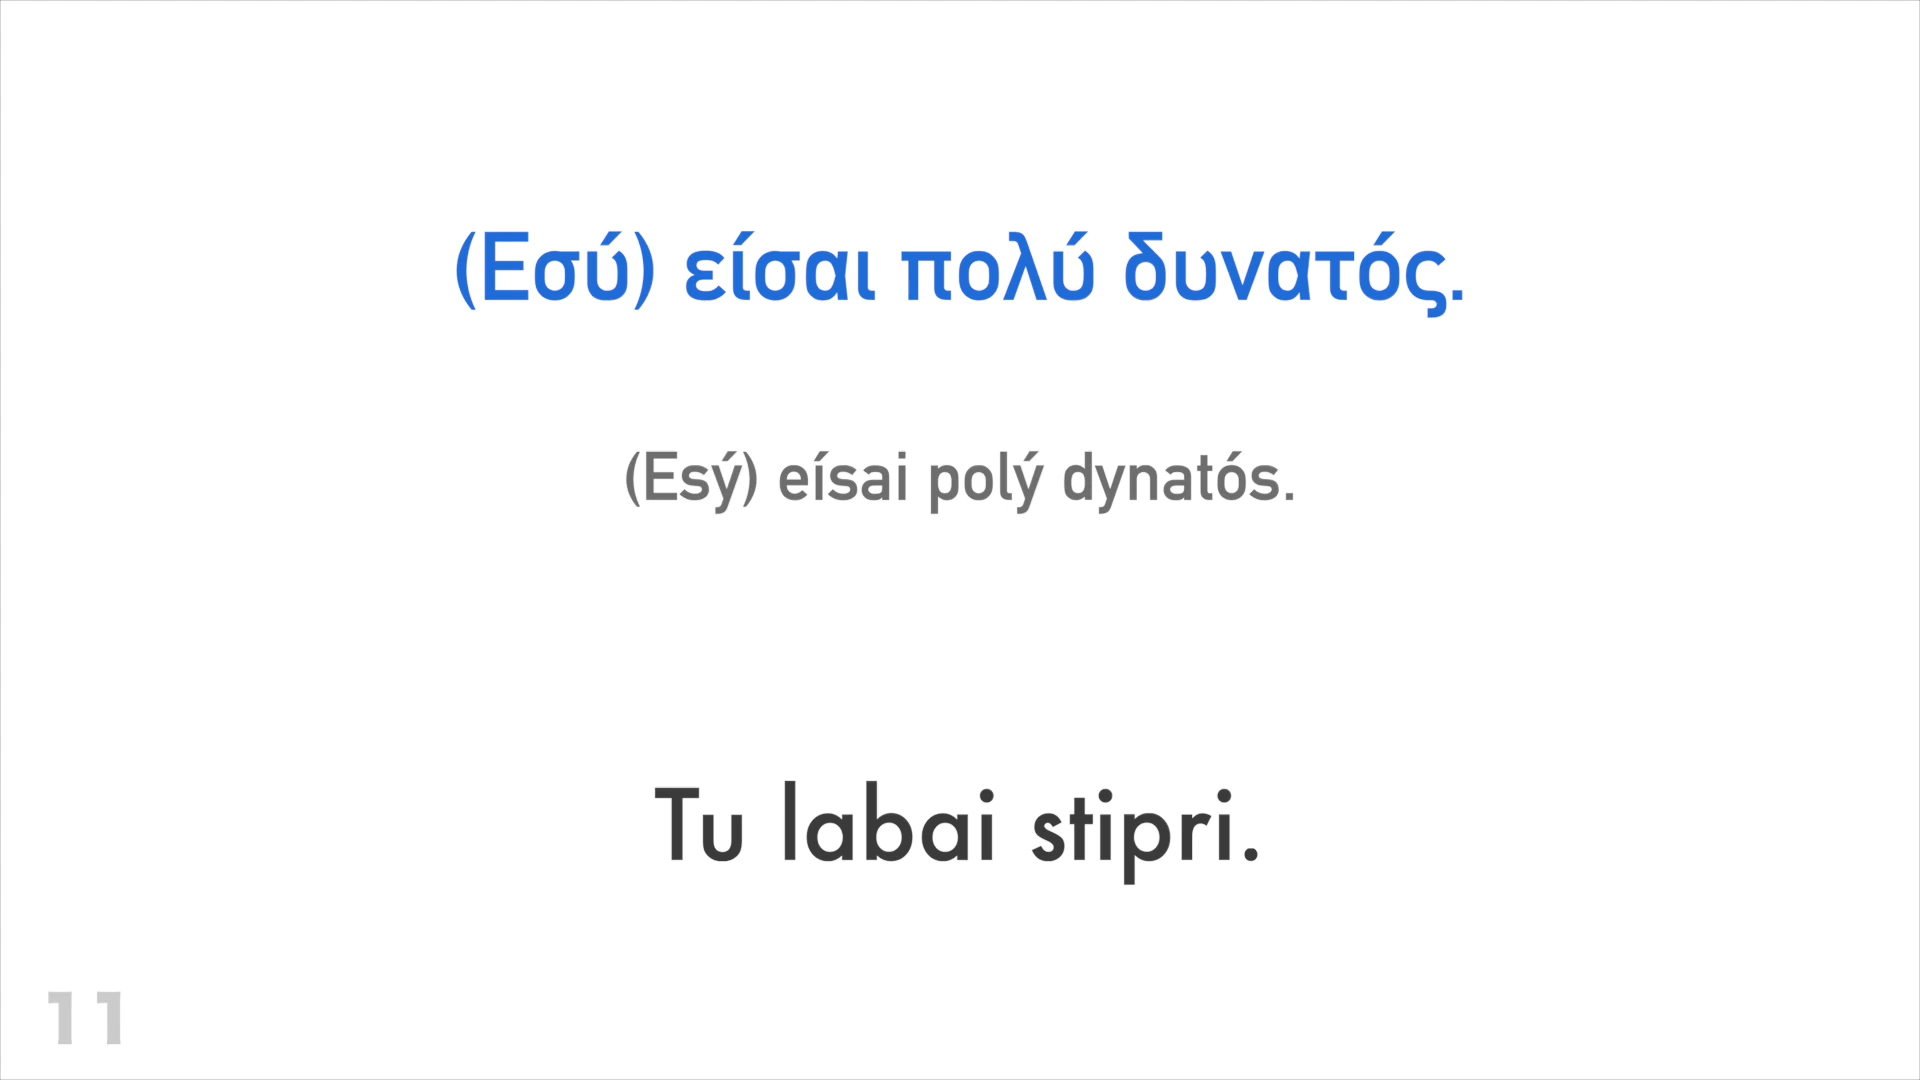 (Εσύ) είσαι πολύ δυνατός.
(Esý) eísai polý dynatós.
Tu labai stipri.
11